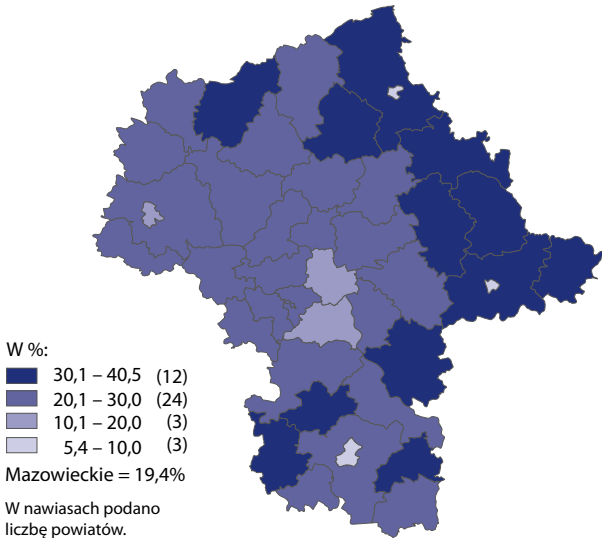 W %:
30,1 – 40,5 (12)
20,1 – 30,0 (24)
10,1 – 20,0 (3)
5,4 – 10,0 (3)
Mazowieckie = 19,4%
W nawiasach podano
liczbę powiatów.